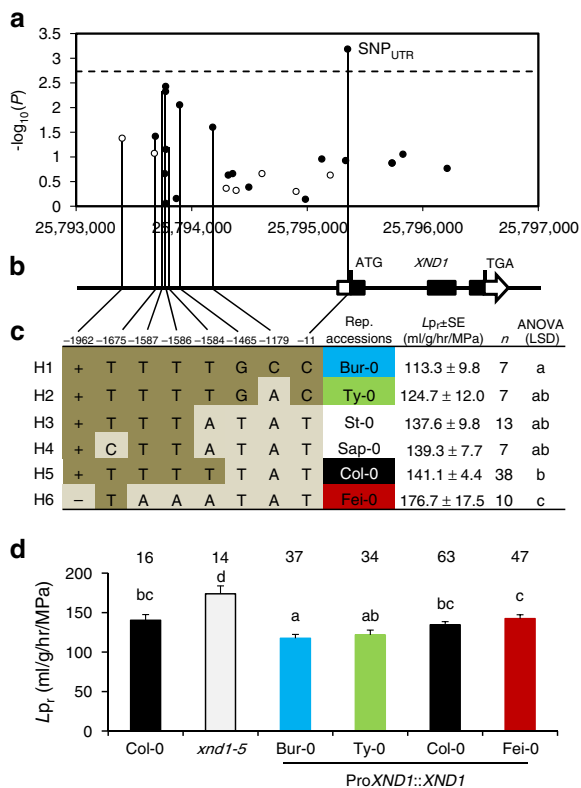 a
3.5
3
2.5
2
1.5
1
0.5
0
-log10(P)
SNPUTR
25,793,000 25,794,000 25,795,000 25,796,000 25,797,000
b
ATG XND1 TGA
c
−1962 −1675 −1587 −1586 −1584 −1465 −1179 −11 Rep. accessions Lpr±SE (ml/g/hr/MPa) n ANOVA (LSD)
H1 + T T T T G C C Bur-0 113.3 ± 9.8 7 a
H2 + T T T T G A C Ty-0 124.7 ± 12.0 7 ab
H3 + T T T A T A T St-0 137.6 ± 9.8 13 ab
H4 + C T T A T A T Sap-0 139.3 ± 7.7 7 ab
H5 + T T T T T A T Col-0 141.1 ± 4.4 38 b
H6 − T A A A T A T Fei-0 176.7 ± 17.5 10 c
d
16 14 37 34 63 47
200
150
100
50
0
Lpr (ml/g/hr/MPa)
bc d a ab bc c
Col-0 xnd1-5 Bur-0 Ty-0 Col-0 Fei-0
ProXND1::XND1